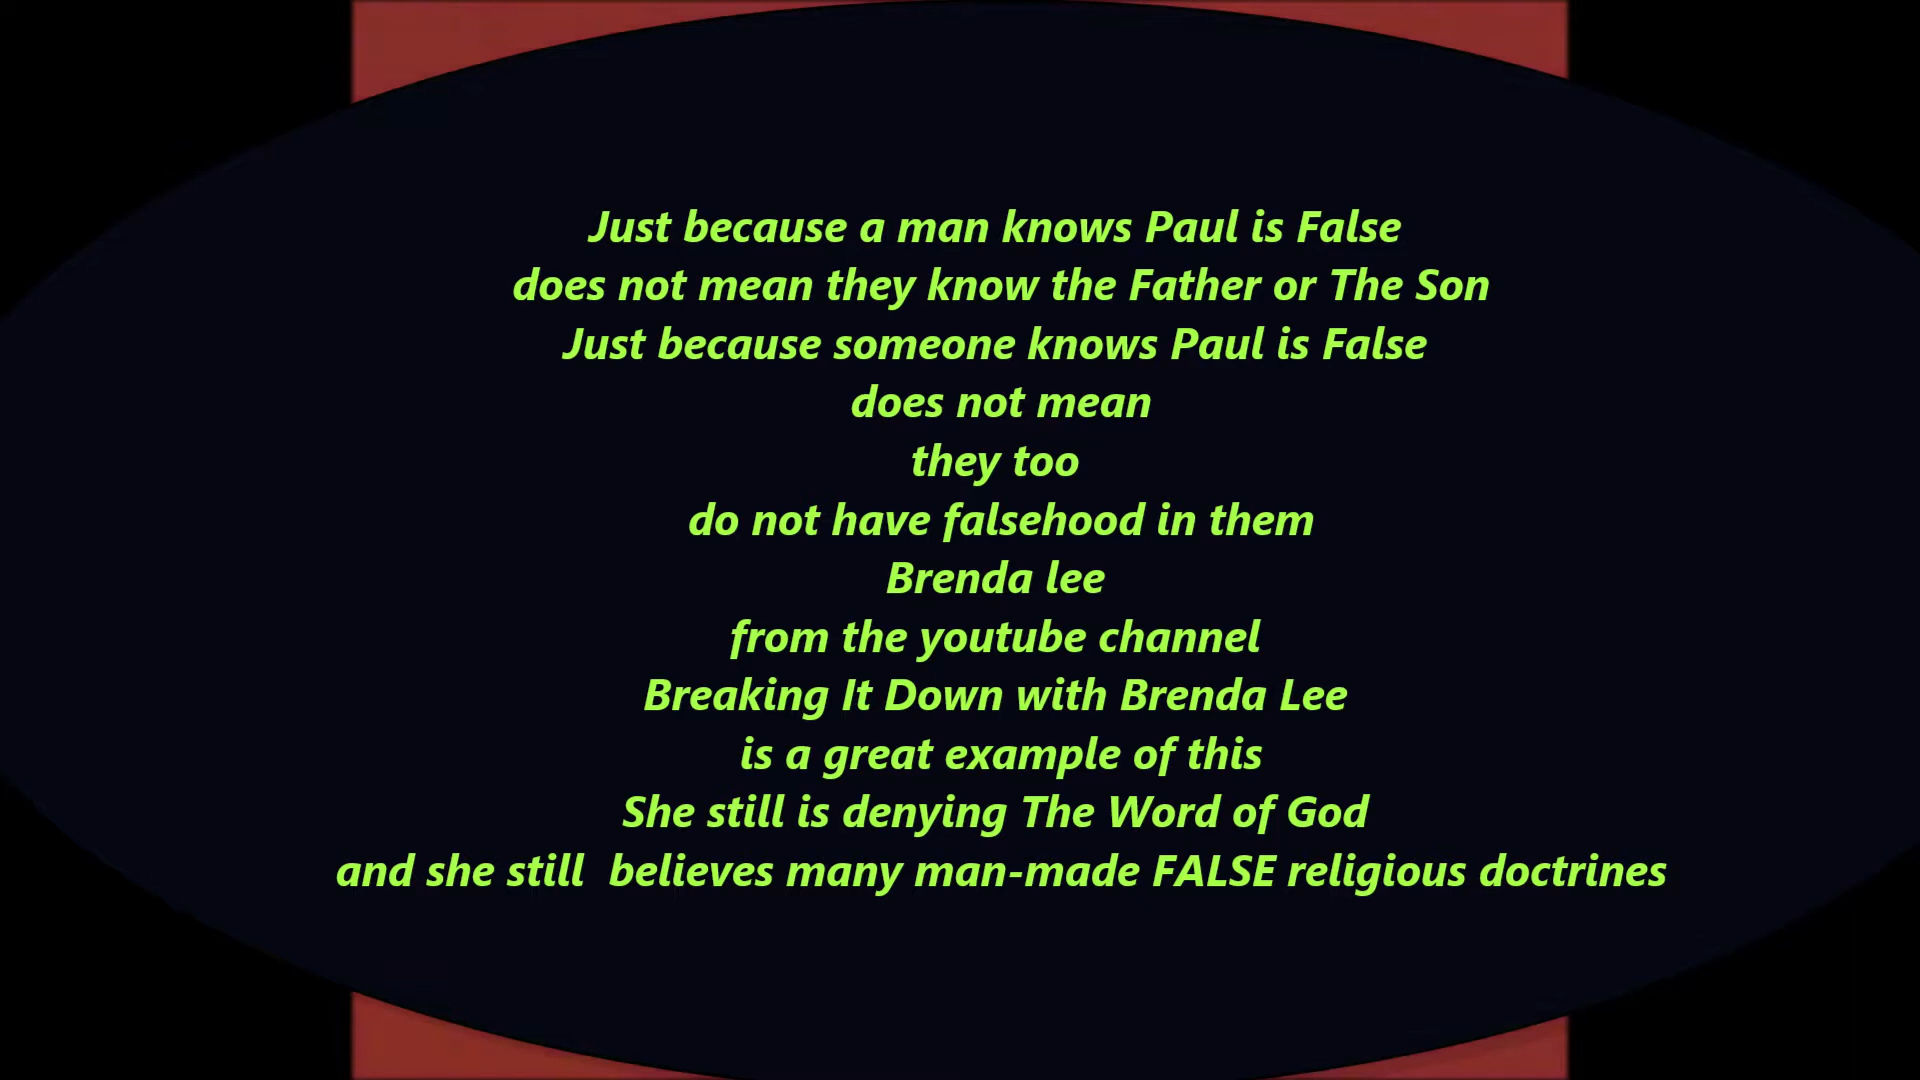 Just because a man knows Paul is False
does not mean they know the Father or The Son
Just because someone knows Paul is False
does not mean
they too
do not have falsehood in them
Brenda lee
from the youtube channel
Breaking It Down with Brenda Lee
is a great example of this
She still is denying The Word of God
and she still  believes many man-made FALSE religious doctrines